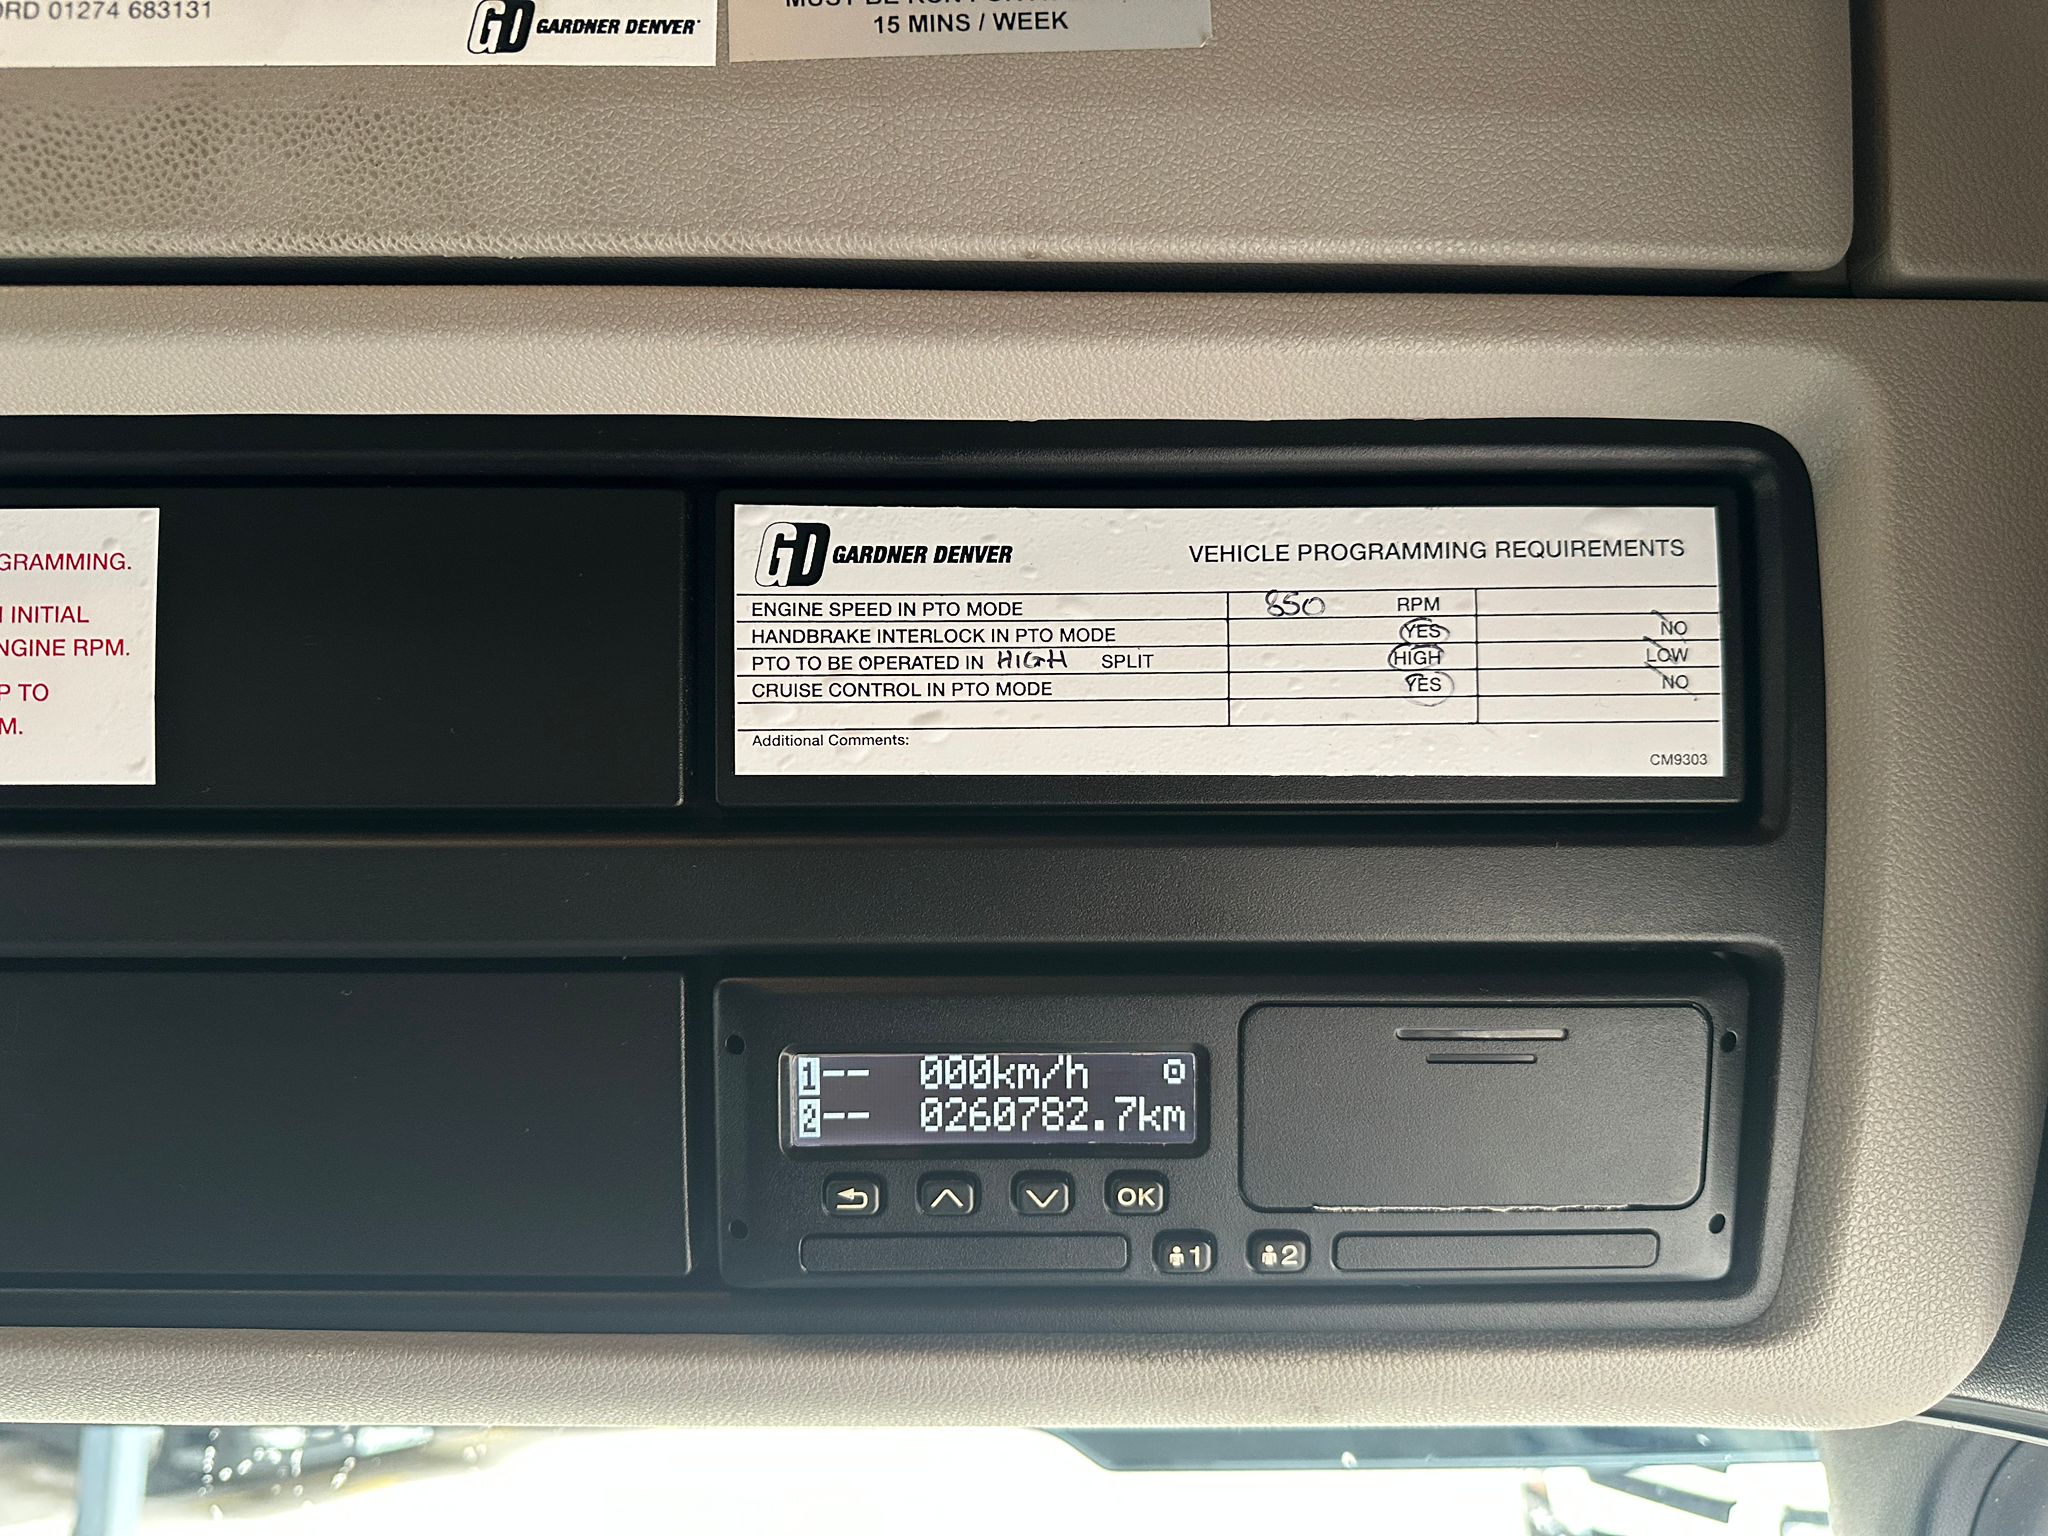 ORD 01274 683131
GD GARDNER DENVER
15 MINS / WEEK
GRAMMING.
INITIAL
NGINE RPM.
P TO
M.
GD GARDNER DENVER VEHICLE PROGRAMMING REQUIREMENTS
ENGINE SPEED IN PTO MODE 850 RPM
HANDBRAKE INTERLOCK IN PTO MODE YES NO
PTO TO BE OPERATED IN HIGH SPLIT HIGH LOW
CRUISE CONTROL IN PTO MODE YES NO
Additional Comments:
CM9303
1-- 000km/h
2-- 0260782.7km
OK
1 2